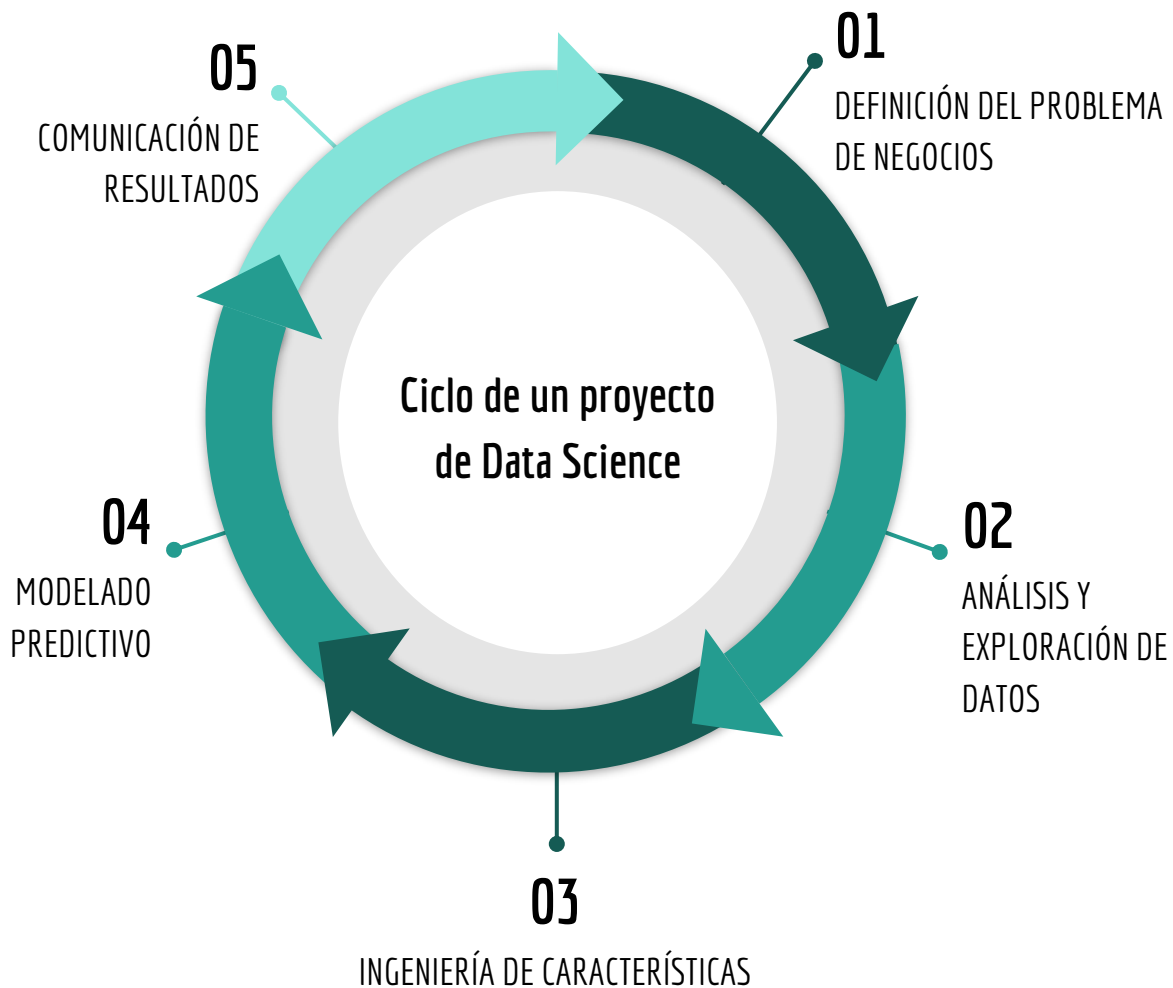 Ciclo de un proyecto
de Data Science
01
DEFINICIÓN DEL PROBLEMA
DE NEGOCIOS
02
ANÁLISIS Y
EXPLORACIÓN DE
DATOS
03
INGENIERÍA DE CARACTERÍSTICAS
04
MODELADO
PREDICTIVO
05
COMUNICACIÓN DE
RESULTADOS